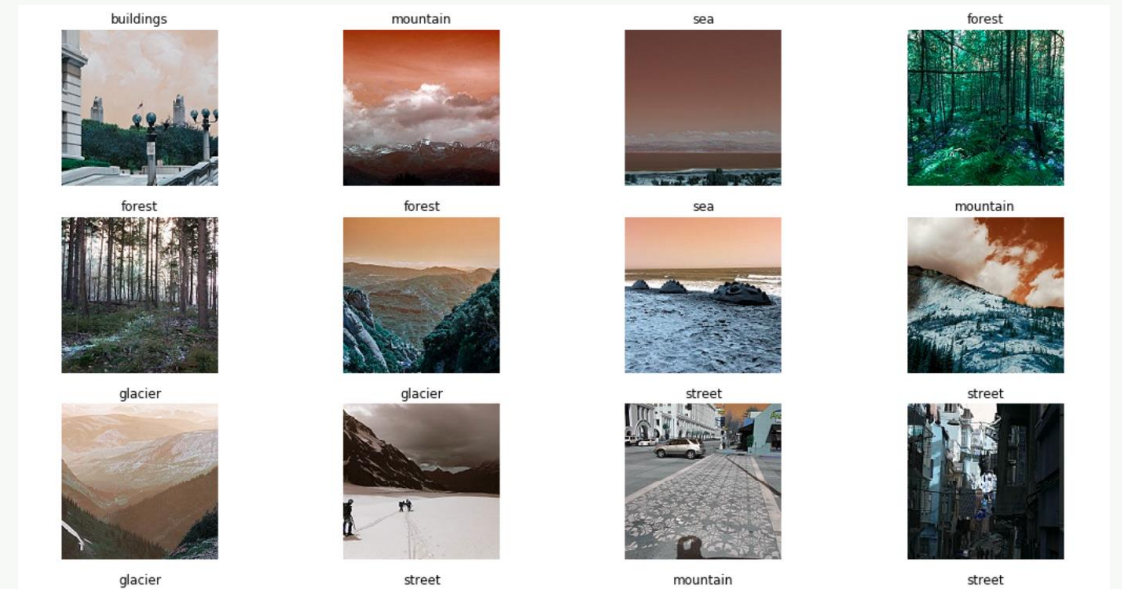 buildings
mountain
sea
forest
forest
forest
sea
mountain
glacier
glacier
street
street
glacier
street
mountain
street